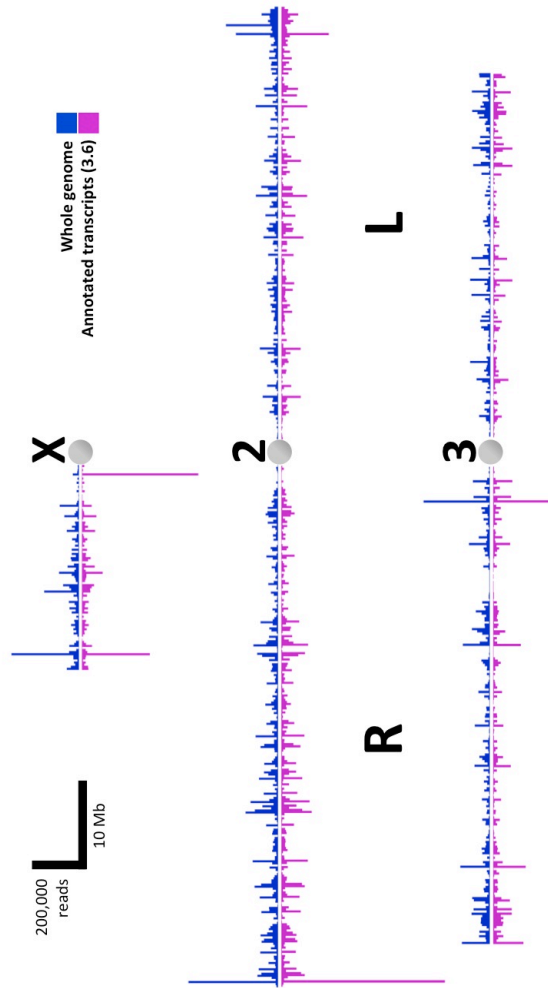 Whole genome
Annotated transcripts (3.6)
X
2
3
L
R
200,000
reads
10 Mb